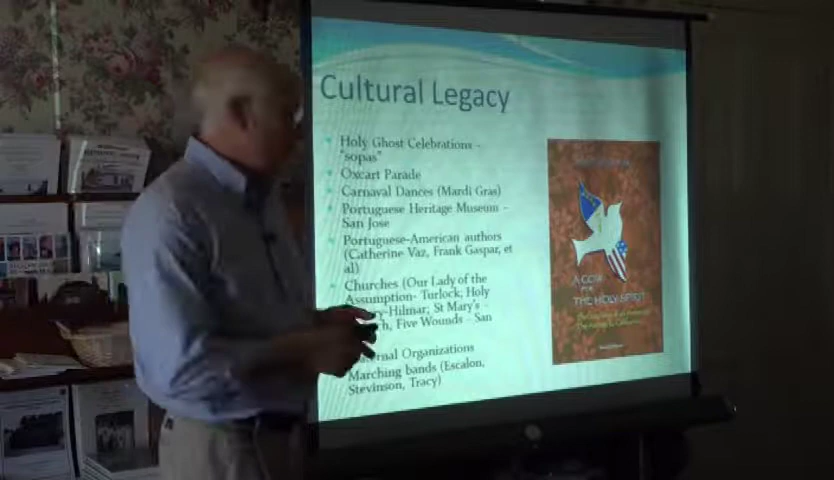 Cultural Legacy
Holy Ghost Celebrations -
"sopas"
Oxcart Parade
Carnaval Dances (Mardi Gras)
Portuguese Heritage Museum -
San Jose
Portuguese-American authors
(Catherine Vaz, Frank Gaspar, et
al)
Churches (Our Lady of the
Assumption- Turlock; Holy
-Hilmar; St Mary's -
Five Wounds - San
Organizations
Marching bands (Escalon,
Stevinson, Tracy)
A COW
FOR
THE HOLY SPIRIT